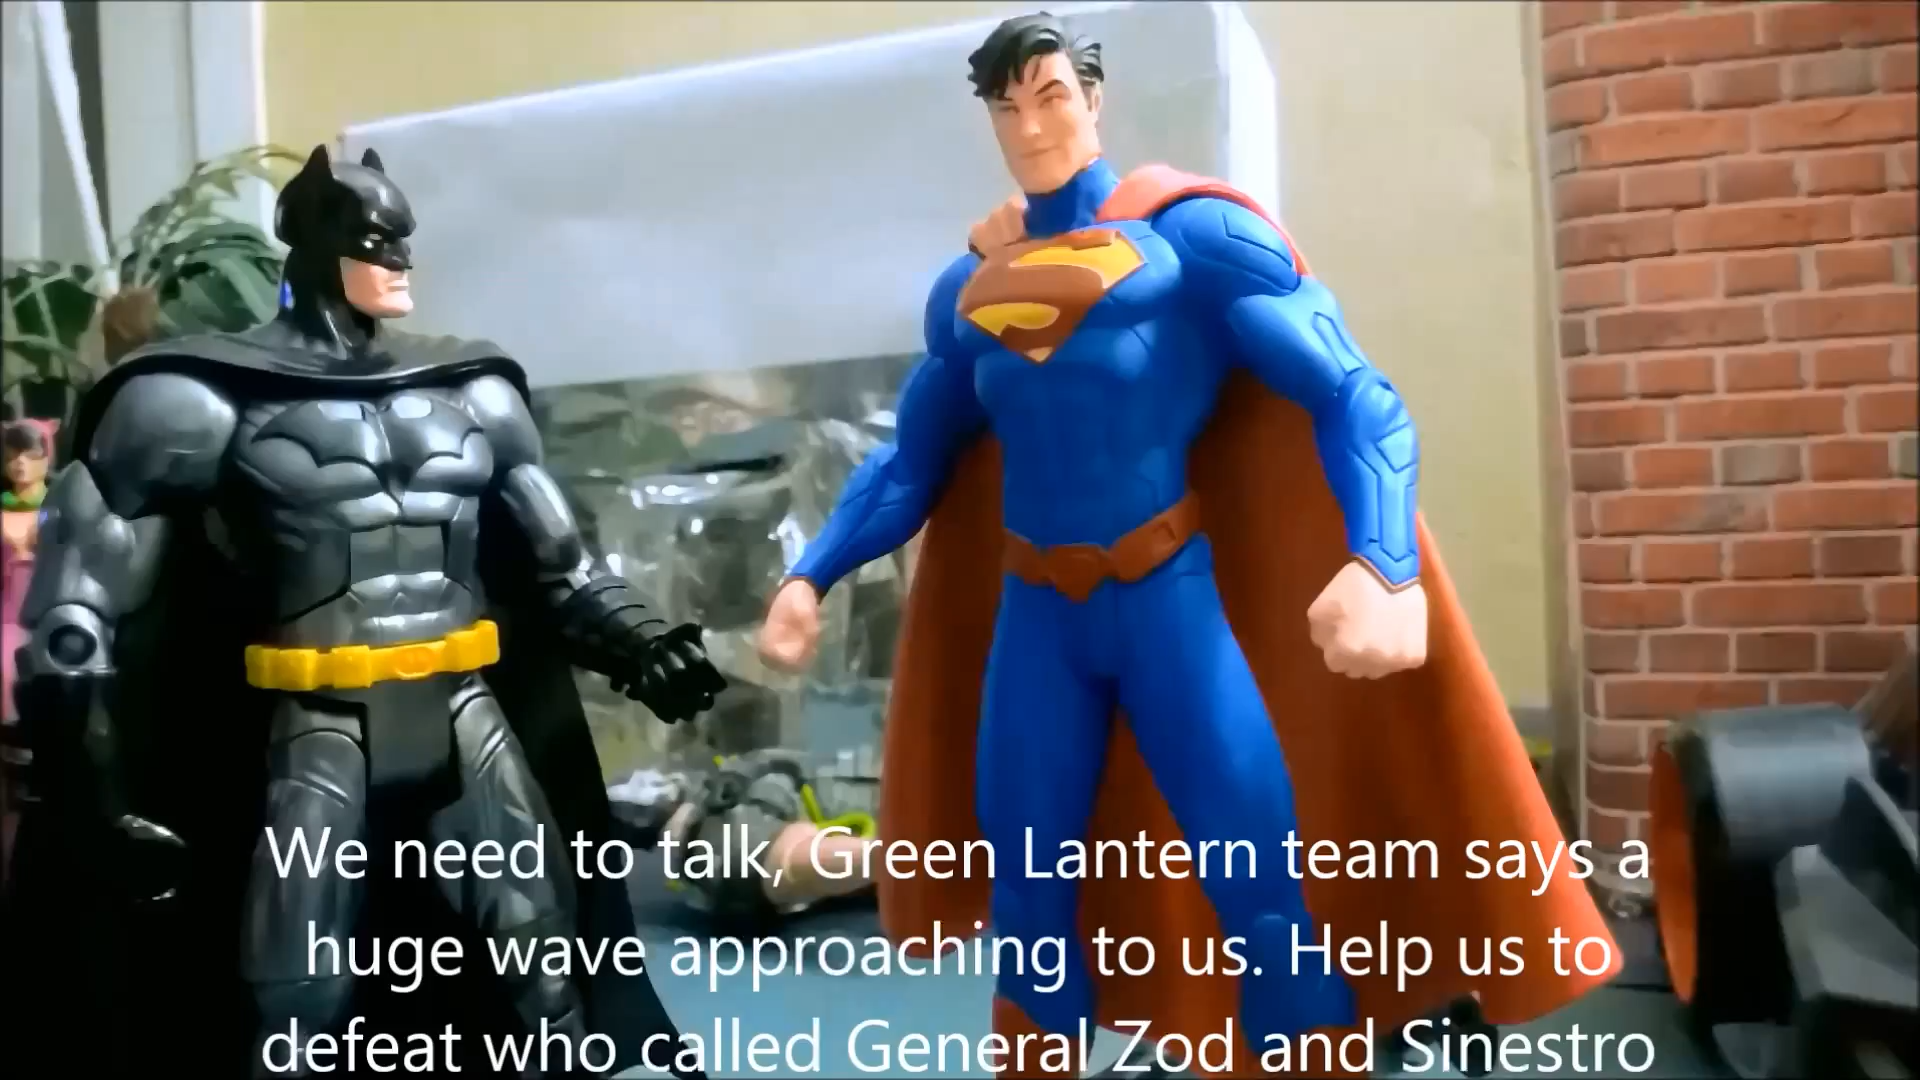 We need to talk, Green Lantern team says a
huge wave approaching to us. Help us to
defeat who called General Zod and Sinestro